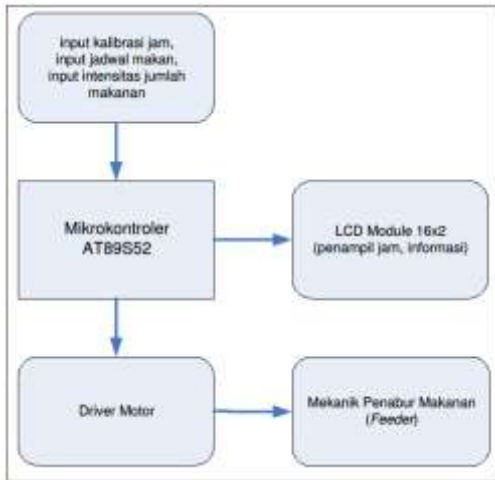 input kalibrasi jam,
input jadwal makan,
input intensitas jumlah
makanan
Mikrokontroler
AT89S52
LCD Module 16x2
(penampil jam, informasi)
Driver Motor
Mekanik Penabur Makanan
(Feeder)